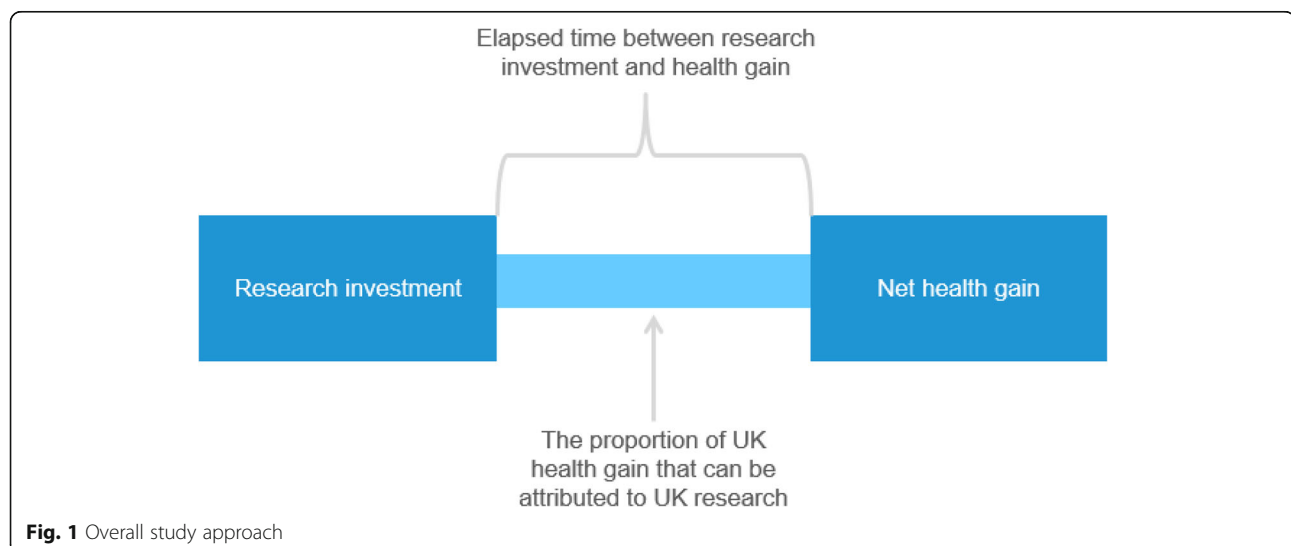 Elapsed time between research
investment and health gain
Research investment
Net health gain
The proportion of UK
health gain that can be
attributed to UK research
Fig. 1 Overall study approach